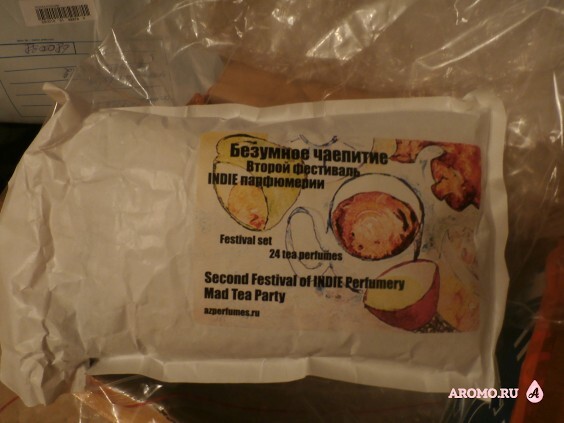 Безумное чаепитие
Второй фестиваль
INDIE парфюмерии
Festival set
24 tea perfumes
Second Festival of INDIE Perfumery
Mad Tea Party
azperfumes.ru
AROMO.RU